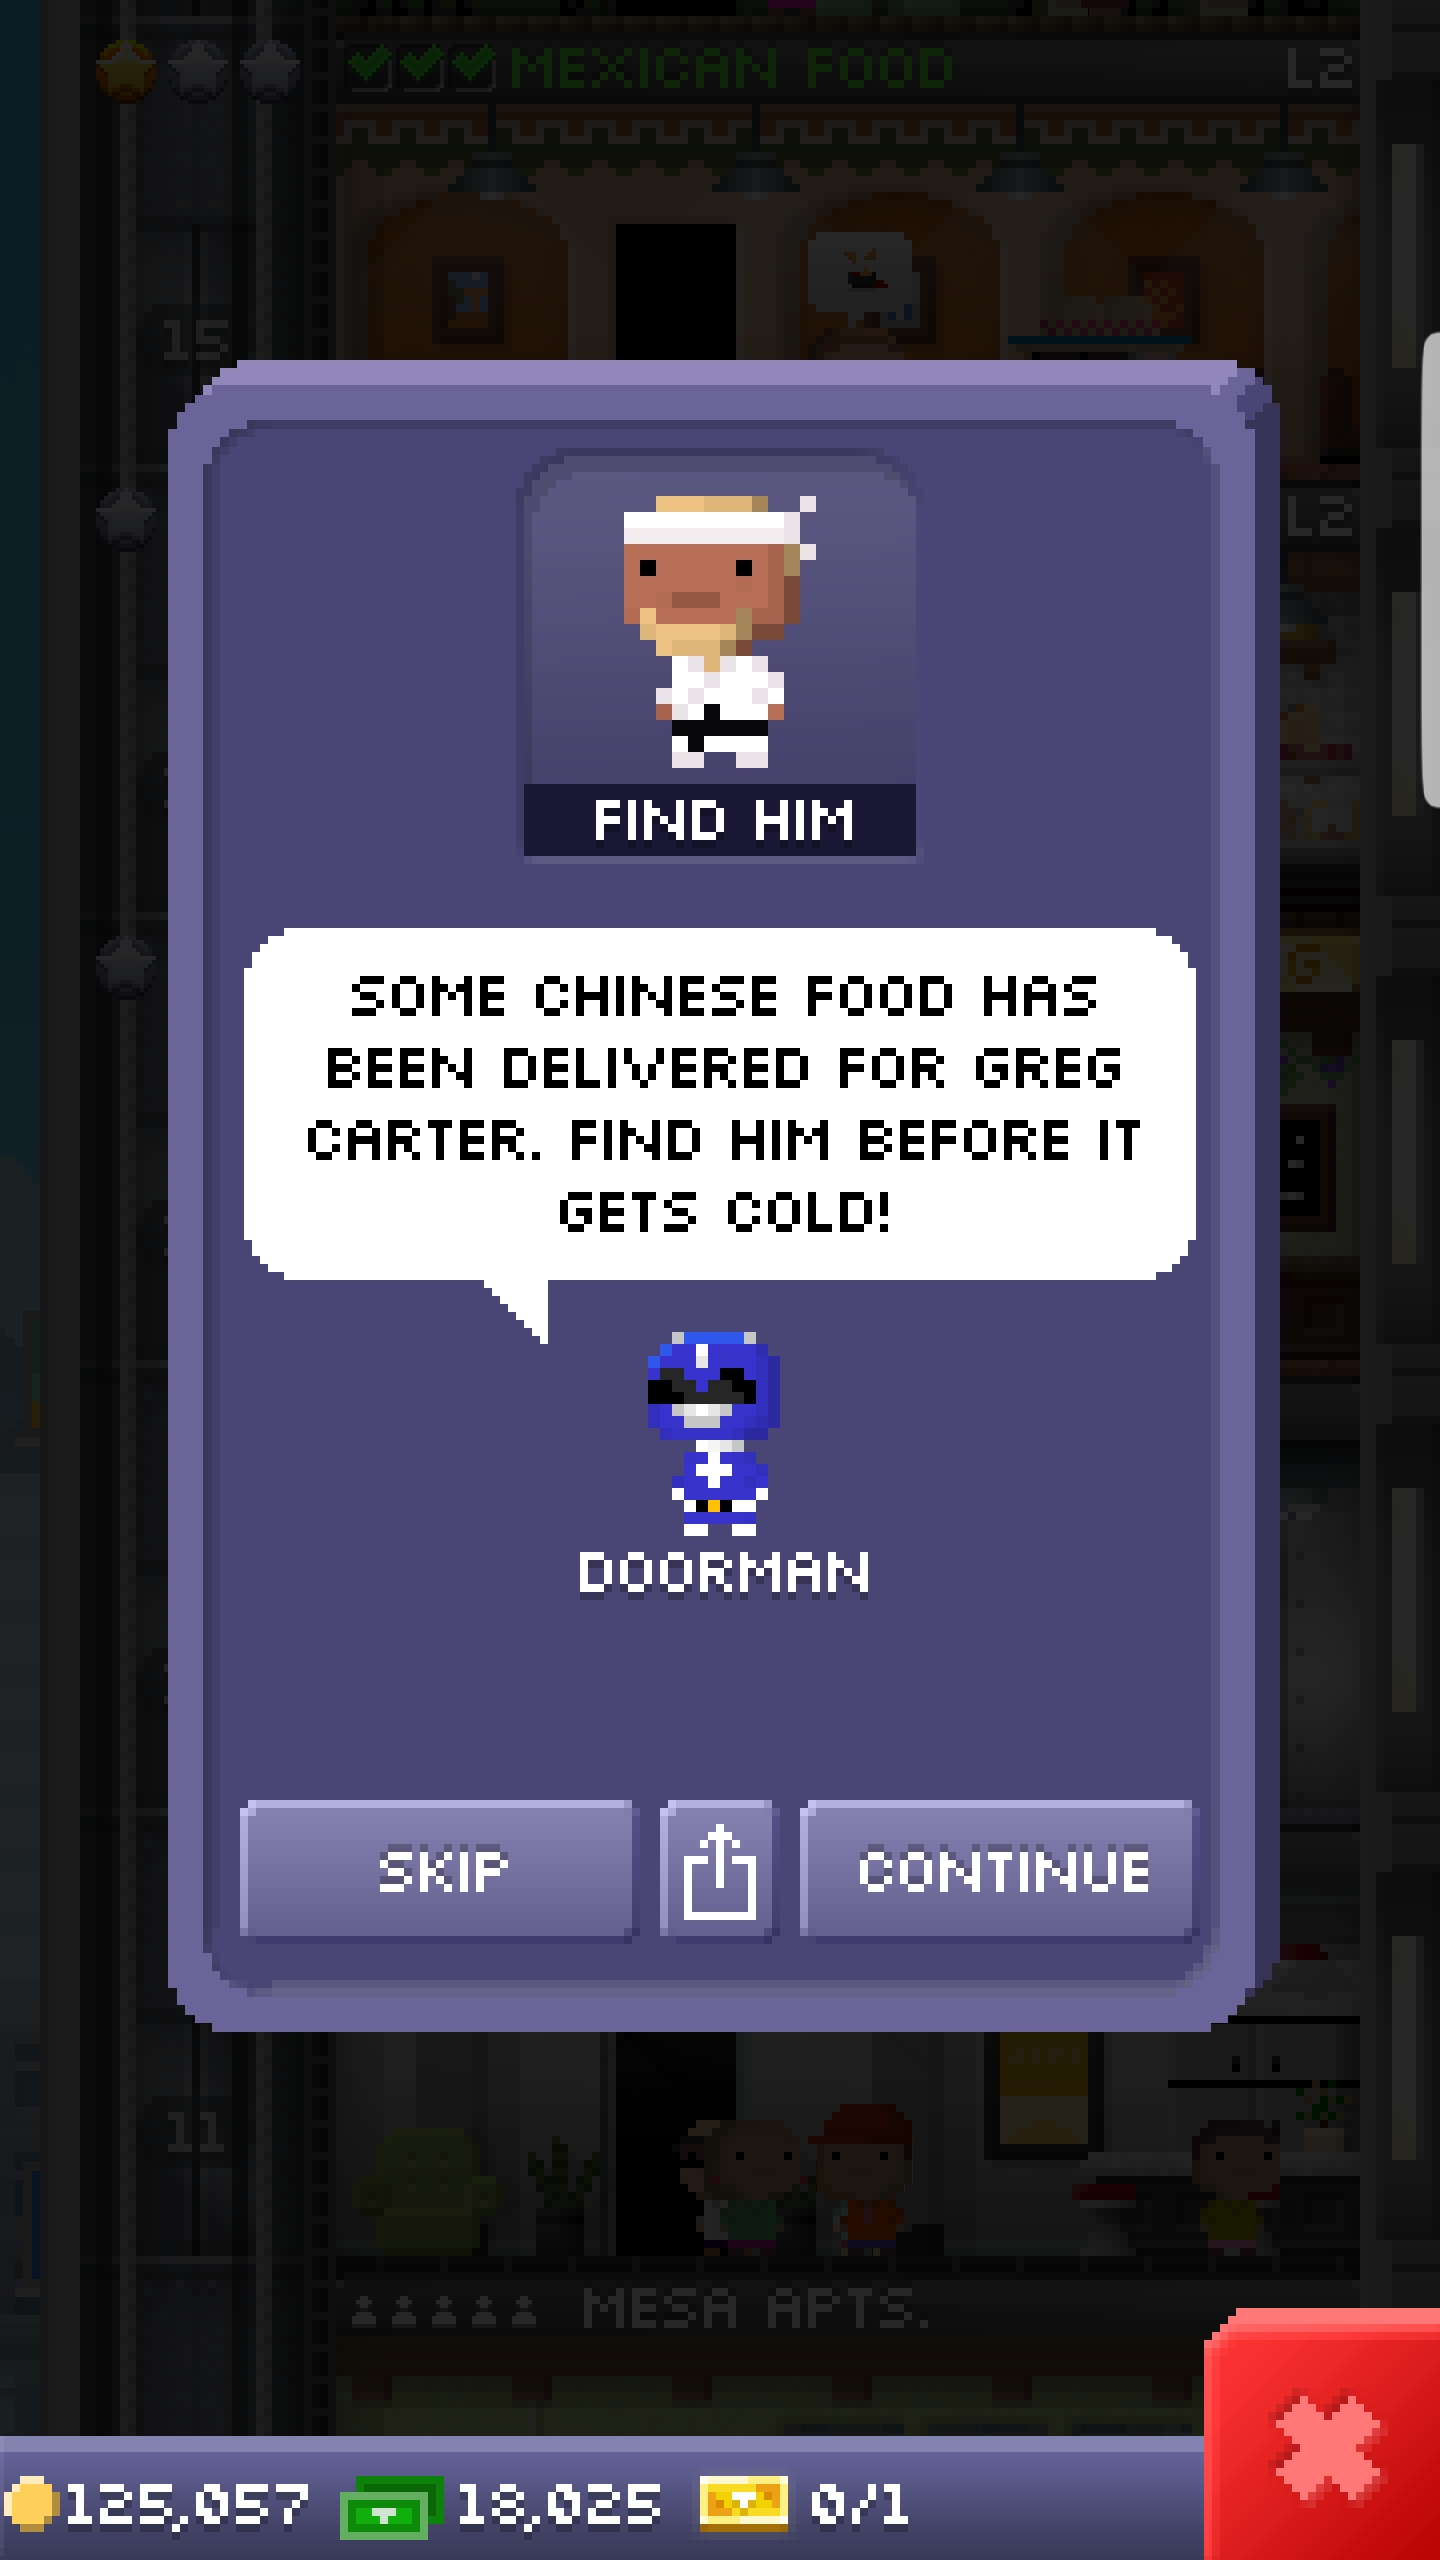 MEXICAN FOOD
L2
15
L2
FIND HIM
SOME CHINESE FOOD HAS
BEEN DELIVERED FOR GREG
CARTER. FIND HIM BEFORE IT
GETS COLD!
DOORMAN
SKIP
CONTINUE
11
MESA APTS.
125,057 18,025 0/1